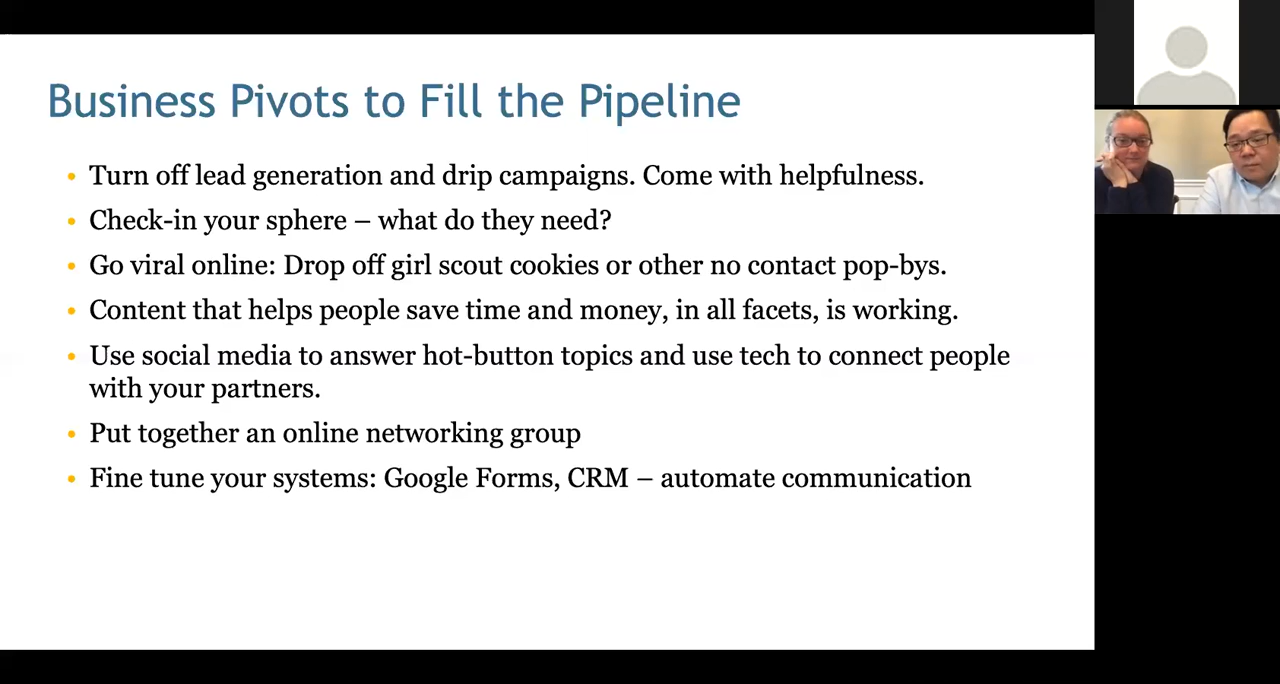 Business Pivots to Fill the Pipeline
• Turn off lead generation and drip campaigns. Come with helpfulness.
• Check-in your sphere – what do they need?
• Go viral online: Drop off girl scout cookies or other no contact pop-bys.
• Content that helps people save time and money, in all facets, is working.
• Use social media to answer hot-button topics and use tech to connect people
with your partners.
• Put together an online networking group
• Fine tune your systems: Google Forms, CRM – automate communication